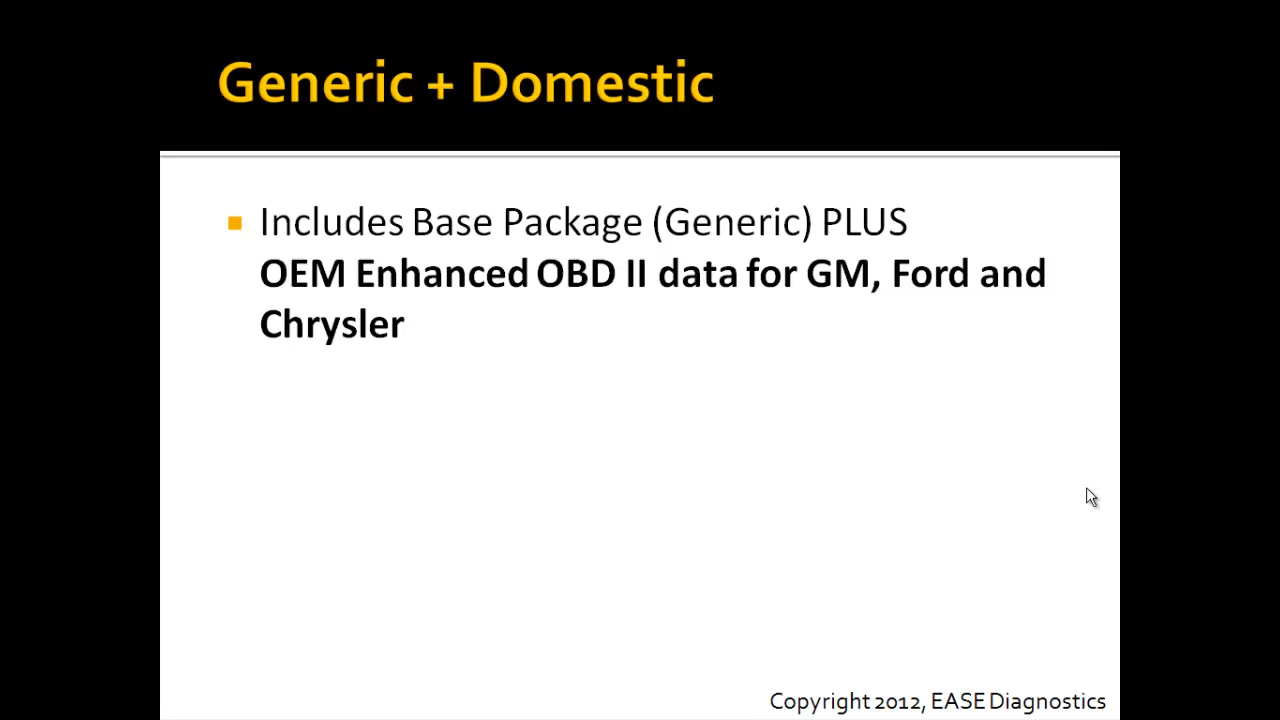 Generic + Domestic
Includes Base Package (Generic) PLUS
OEM Enhanced OBD II data for GM, Ford and
Chrysler
Copyright 2012, EASE Diagnostics